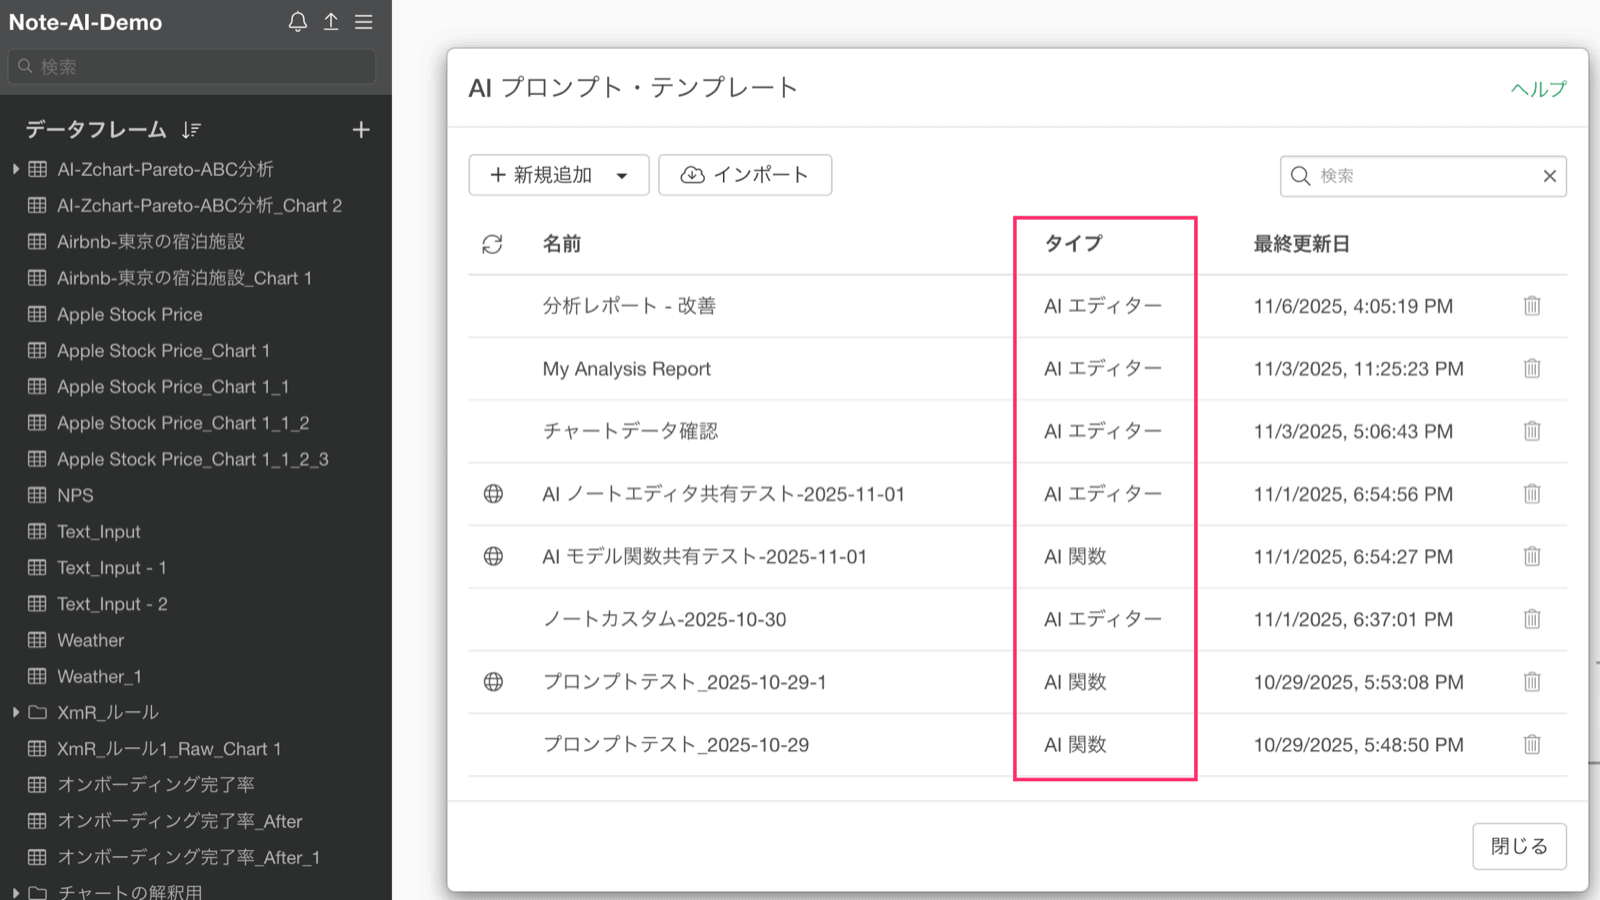 Note-AI-Demo
検索
データフレーム
AI-Zchart-Pareto-ABC分析
AI-Zchart-Pareto-ABC分析_Chart 2
Airbnb-東京の宿泊施設
Airbnb-東京の宿泊施設_Chart 1
Apple Stock Price
Apple Stock Price_Chart 1
Apple Stock Price_Chart 1_1
Apple Stock Price_Chart 1_1_2
Apple Stock Price_Chart 1_1_2_3
NPS
Text_Input
Text_Input - 1
Text_Input - 2
Weather
Weather_1
XmR_ルール
XmR_ルール1_Raw_Chart 1
オンボーディング完了率
オンボーディング完了率_After
オンボーディング完了率_After_1
チャートの解釈用
AI プロンプト・テンプレート
ヘルプ
+ 新規追加
インポート
検索
名前 タイプ 最終更新日
分析レポート - 改善 AI エディター 11/6/2025, 4:05:19 PM
My Analysis Report AI エディター 11/3/2025, 11:25:23 PM
チャートデータ確認 AI エディター 11/3/2025, 5:06:43 PM
AI ノートエディタ共有テスト-2025-11-01 AI エディター 11/1/2025, 6:54:56 PM
AI モデル関数共有テスト-2025-11-01 AI 関数 11/1/2025, 6:54:27 PM
ノートカスタム-2025-10-30 AI エディター 11/1/2025, 6:37:01 PM
プロンプトテスト_2025-10-29-1 AI 関数 10/29/2025, 5:53:08 PM
プロンプトテスト_2025-10-29 AI 関数 10/29/2025, 5:48:50 PM
閉じる